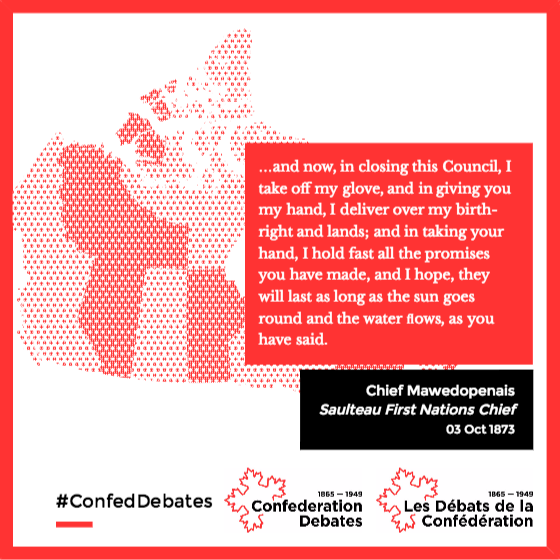 ...and now, in closing this Council, I
take off my glove, and in giving you
my hand, I deliver over my birth-
right and lands; and in taking your
hand, I hold fast all the promises
you have made, and I hope, they
will last as long as the sun goes
round and the water flows, as you
have said.
Chief Mawedopenais
Saulteau First Nations Chief
03 Oct 1873
#ConfedDebates
1865 — 1949
Confederation
Debates
1865 — 1949
Les Débats de la
Confédération